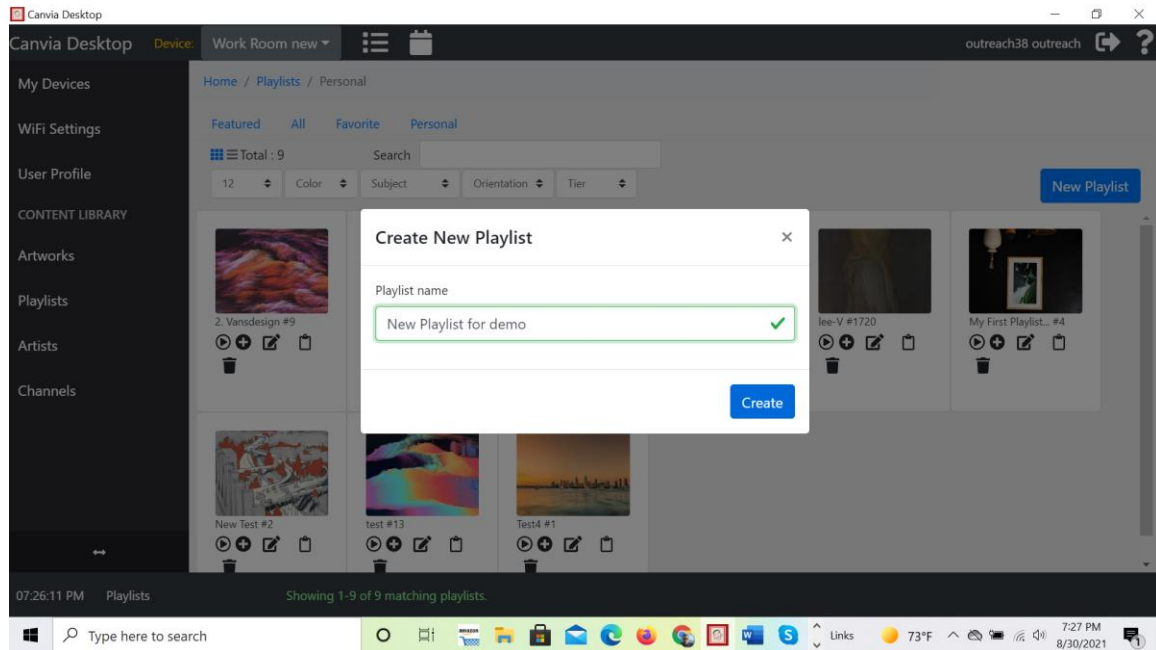 Canvia Desktop
Canvia Desktop Device: Work Room new outreach38 outreach
My Devices
WiFi Settings
User Profile
CONTENT LIBRARY
Artworks
Playlists
Artists
Channels
Home / Playlists / Personal
Featured All Favorite Personal
Total : 9 Search
12 Color Subject Orientation Tier
New Playlist
Create New Playlist ×
Playlist name
New Playlist for demo
Create
2. Vansdesign #9
lee-V #1720
My First Playlist... #4
New Test #2
test #13
Test4 #1
07:26:11 PM Playlists Showing 1-9 of 9 matching playlists.
Type here to search
amazon
Links 73°F 7:27 PM
8/30/2021
1